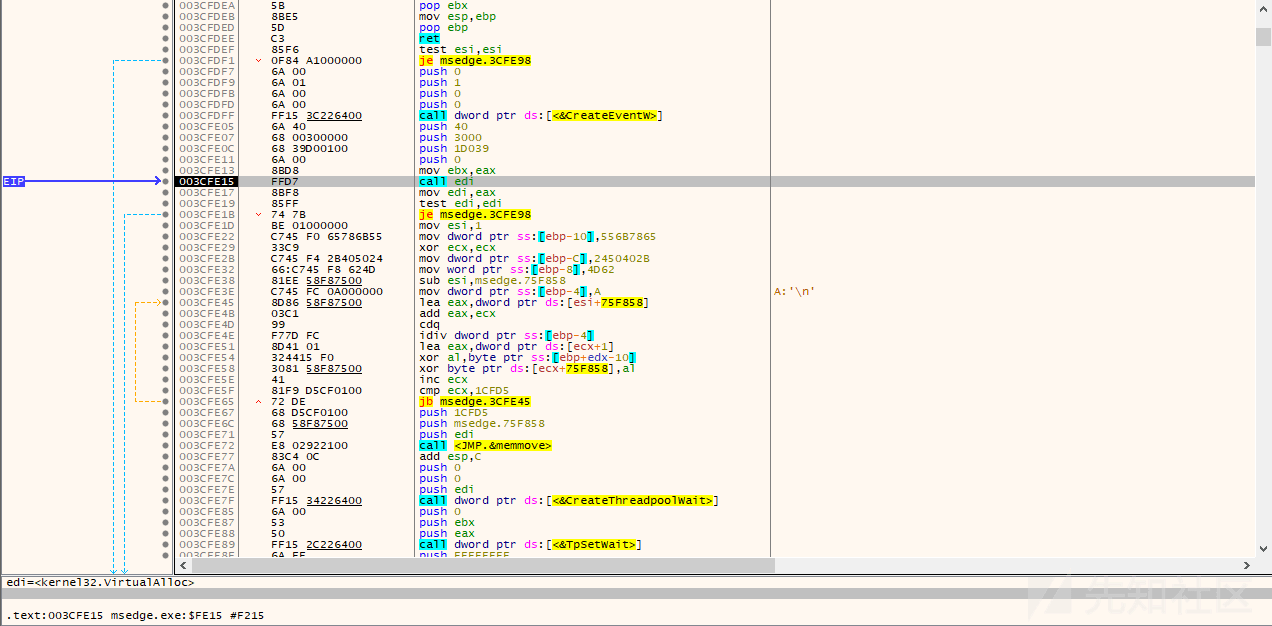 003CFDEA 5B pop ebx
003CFDEB 8BE5 mov esp,ebp
003CFDED 5D pop ebp
003CFDEE C3 ret
003CFDEF 85F6 test esi,esi
003CFDF1 0F84 A1000000 je msedge.3CFE98
003CFDF7 6A 00 push 0
003CFDF9 6A 01 push 1
003CFDFB 6A 00 push 0
003CFDFD 6A 00 push 0
003CFDFF FF15 3C226400 call dword ptr ds:[<&CreateEventW>]
003CFE05 6A 40 push 40
003CFE07 68 00300000 push 3000
003CFE0C 68 39D00100 push 1D039
003CFE11 6A 00 push 0
003CFE13 8BD8 mov ebx,eax
EIP 003CFE15 FFD7 call edi
003CFE17 8BF8 mov edi,eax
003CFE19 85FF test edi,edi
003CFE1B 74 7B je msedge.3CFE98
003CFE1D BE 01000000 mov esi,1
003CFE22 C745 F0 65786B55 mov dword ptr ss:[ebp-10],556B7865
003CFE29 33C9 xor ecx,ecx
003CFE2B C745 F4 2B405024 mov dword ptr ss:[ebp-C],2450402B
003CFE32 66:C745 F8 624D mov word ptr ss:[ebp-8],4D62
003CFE38 81EE 58F87500 sub esi,msedge.75F858
003CFE3E C745 FC 0A000000 mov dword ptr ss:[ebp-4],A A:'\n'
003CFE45 8D86 58F87500 lea eax,dword ptr ds:[esi+75F858]
003CFE4B 03C1 add eax,ecx
003CFE4D 99 cdq
003CFE4E F77D FC idiv dword ptr ss:[ebp-4]
003CFE51 8D41 01 lea eax,dword ptr ds:[ecx+1]
003CFE54 324415 F0 xor al,byte ptr ss:[ebp+edx-10]
003CFE58 3081 58F87500 xor byte ptr ds:[ecx+75F858],al
003CFE5E 41 inc ecx
003CFE5F 81F9 D5CF0100 cmp ecx,1CFD5
003CFE65 72 DE jb msedge.3CFE45
003CFE67 68 D5CF0100 push 1CFD5
003CFE6C 68 58F87500 push msedge.75F858
003CFE71 57 push edi
003CFE72 E8 02922100 call <JMP.&memmove>
003CFE77 83C4 0C add esp,C
003CFE7A 6A 00 push 0
003CFE7C 6A 00 push 0
003CFE7E 57 push edi
003CFE7F FF15 34226400 call dword ptr ds:[<&CreateThreadpoolWait>]
003CFE85 6A 00 push 0
003CFE87 53 push ebx
003CFE88 50 push eax
003CFE89 FF15 2C226400 call dword ptr ds:[<&TpSetWait>]
003CFE8F 6A FF push FFFFFFFF
edi=<kernel32.VirtualAlloc>
.text:003CFE15 msedge.exe:$FE15 #F215
先知社区